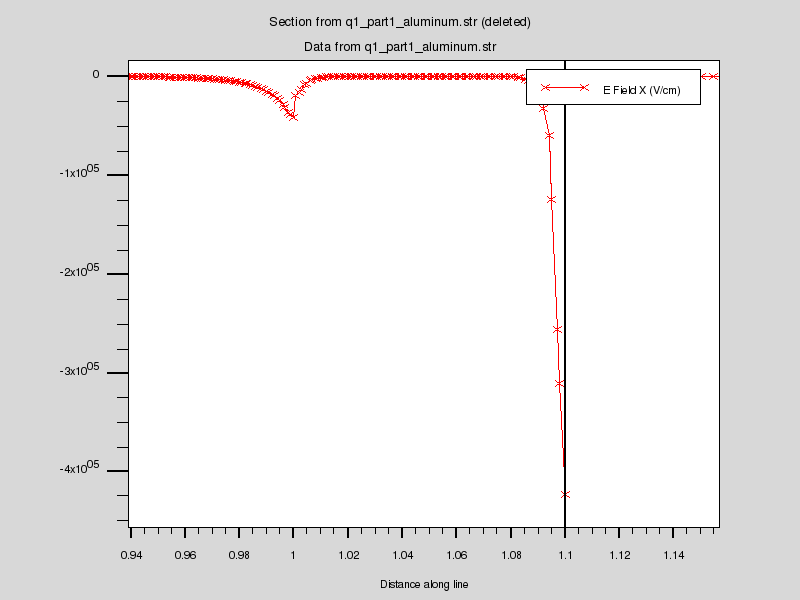 Section from q1_part1_aluminum.str (deleted)
Data from q1_part1_aluminum.str
E Field X (V/cm)
0
-1x10^05
-2x10^05
-3x10^05
-4x10^05
0.94 0.96 0.98 1 1.02 1.04 1.06 1.08 1.1 1.12 1.14
Distance along line